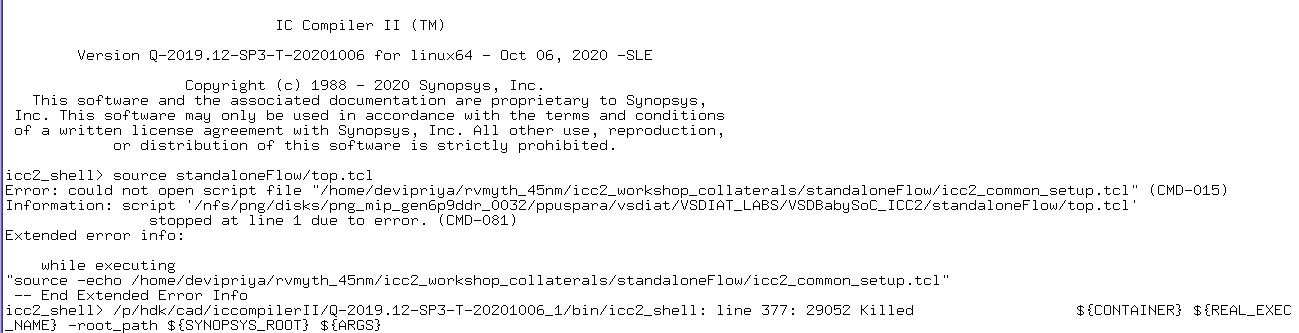 IC Compiler II (TM)
Version Q-2019.12-SP3-T-20201006 for linux64 - Oct 06, 2020 -SLE
Copyright (c) 1988 - 2020 Synopsys, Inc.
This software and the associated documentation are proprietary to Synopsys,
Inc. This software may only be used in accordance with the terms and conditions
of a written license agreement with Synopsys, Inc. All other use, reproduction,
or distribution of this software is strictly prohibited.
icc2_shell> source standaloneFlow/top.tcl
Error: could not open script file "/home/devipriya/rvmyth_45nm/icc2_workshop_collaterals/standaloneFlow/icc2_common_setup.tcl" (CMD-015)
Information: script '/nfs/png/disks/png_mip_gen6p9ddr_0032/ppuspara/vsdiat/VSDIAT_LABS/VSDBabySoC_ICC2/standaloneFlow/top.tcl'
stopped at line 1 due to error. (CMD-081)
Extended error info:
while executing
"source -echo /home/devipriya/rvmyth_45nm/icc2_workshop_collaterals/standaloneFlow/icc2_common_setup.tcl"
-- End Extended Error Info
icc2_shell> /p/hdk/cad/iccompilerII/Q-2019.12-SP3-T-20201006_1/bin/icc2_shell: line 377: 29052 Killed ${CONTAINER} ${REAL_EXEC
_NAME} -root_path ${SYNOPSYS_ROOT} ${ARGS}